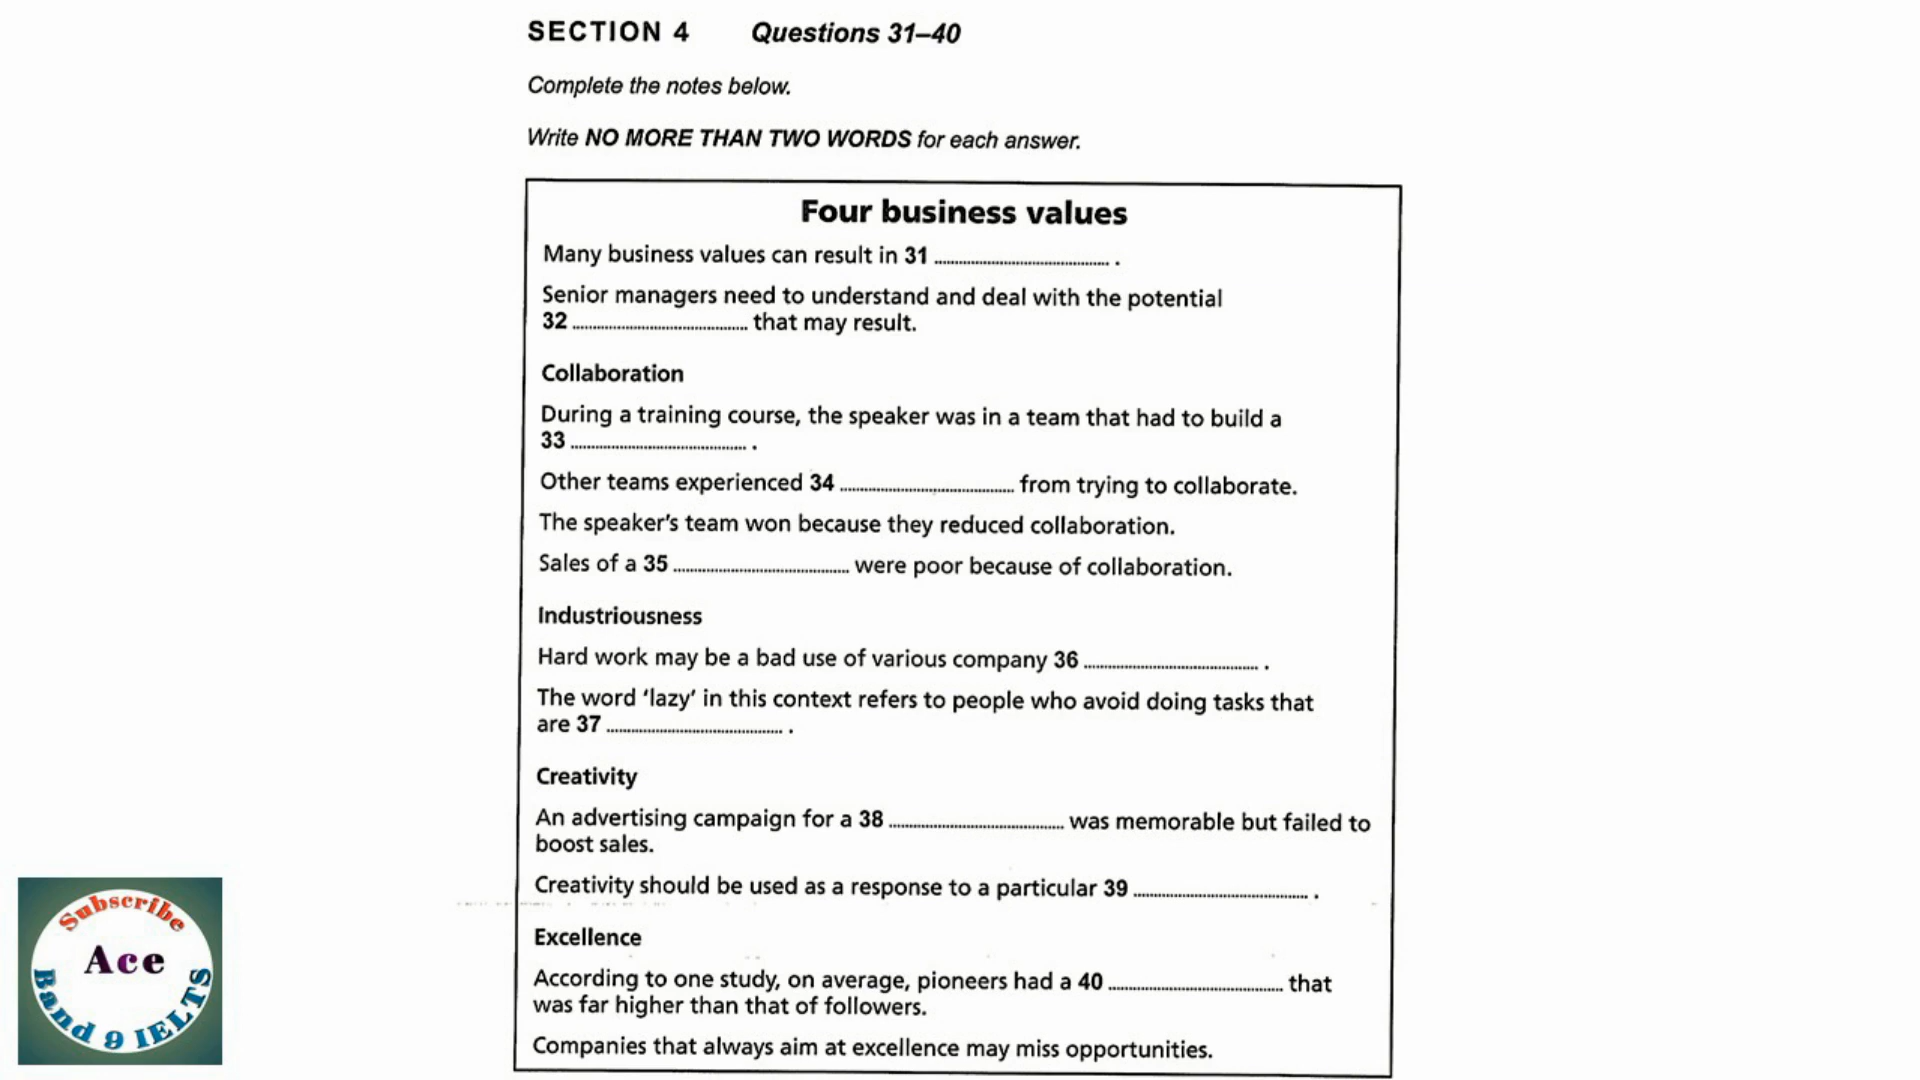 SECTION 4 Questions 31–40
Complete the notes below.
Write NO MORE THAN TWO WORDS for each answer.
Four business values
Many business values can result in 31 .................................... .
Senior managers need to understand and deal with the potential
32 .................................... that may result.
Collaboration
During a training course, the speaker was in a team that had to build a
33 .................................... .
Other teams experienced 34 .................................... from trying to collaborate.
The speaker's team won because they reduced collaboration.
Sales of a 35 .................................... were poor because of collaboration.
Industriousness
Hard work may be a bad use of various company 36 .................................... .
The word ‘lazy’ in this context refers to people who avoid doing tasks that
are 37 .................................... .
Creativity
An advertising campaign for a 38 .................................... was memorable but failed to
boost sales.
Creativity should be used as a response to a particular 39 .................................... .
Excellence
According to one study, on average, pioneers had a 40 .................................... that
was far higher than that of followers.
Companies that always aim at excellence may miss opportunities.
Subscribe
Ace
Band 9 IELTS